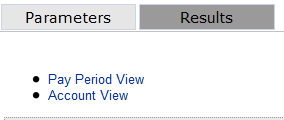 Parameters Results
Pay Period View
Account View